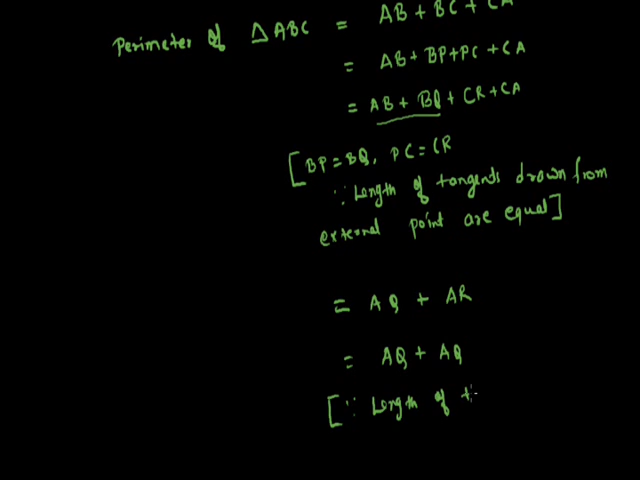 Perimeter of △ABC = AB + BC + CA
= AB + BP + PC + CA
= AB + BQ + CR + CA
[BP = BQ, PC = CR
∵ Length of tangents drawn from
external point are equal]
= AQ + AR
= AQ + AQ
[∵ Length of t